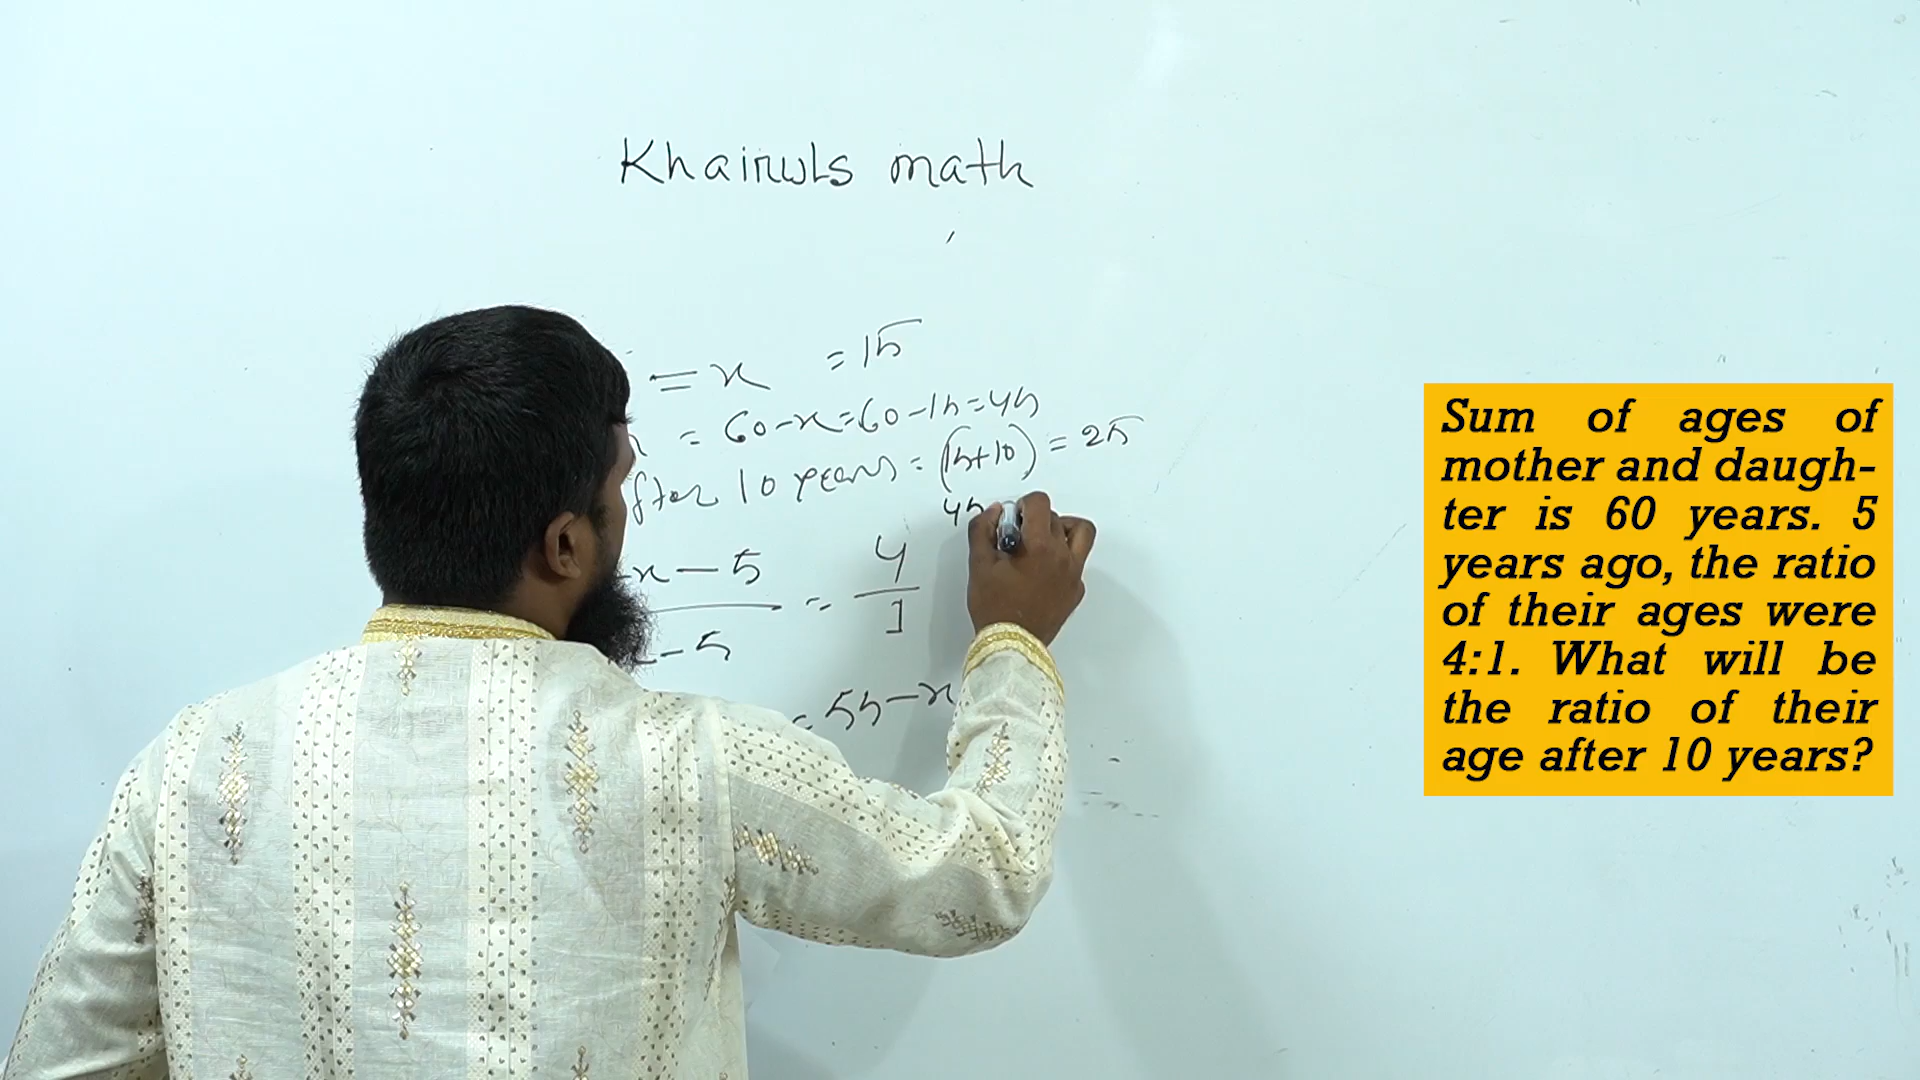 Khairuls math
= x = 15
= 60-x=60-15=45
fter 10 years = (15+10) = 25
45
x-5 = 4
-5 1
= 55-x
Sum of ages of
mother and daugh-
ter is 60 years. 5
years ago, the ratio
of their ages were
4:1. What will be
the ratio of their
age after 10 years?